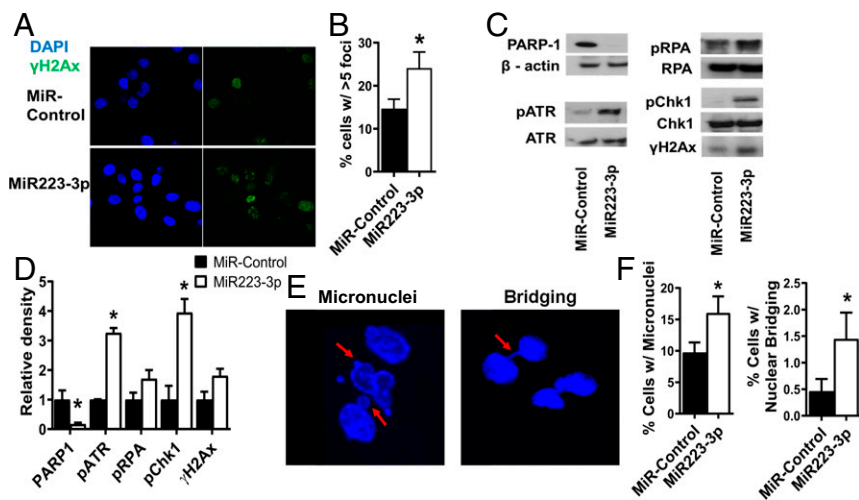 A
DAPI
γH2Ax
MiR-
Control
MiR223-3p
B
% cells w/ >5 foci
30
20
10
0
*
MiR-Control
MiR223-3p
C
PARP-1
β - actin
pATR
ATR
MiR-Control
MiR223-3p
pRPA
RPA
pChk1
Chk1
γH2Ax
MiR-Control
MiR223-3p
D
MiR-Control
MiR223-3p
Relative density
5
4
3
2
1
0
*
*
*
PARP1
pATR
pRPA
pChk1
γH2Ax
E
Micronuclei
Bridging
F
% Cells w/ Micronuclei
20
15
10
5
0
*
MiR-Control
MiR223-3p
% Cells w/
Nuclear Bridging
2.5
2.0
1.5
1.0
0.5
0.0
*
MiR-Control
MiR223-3p